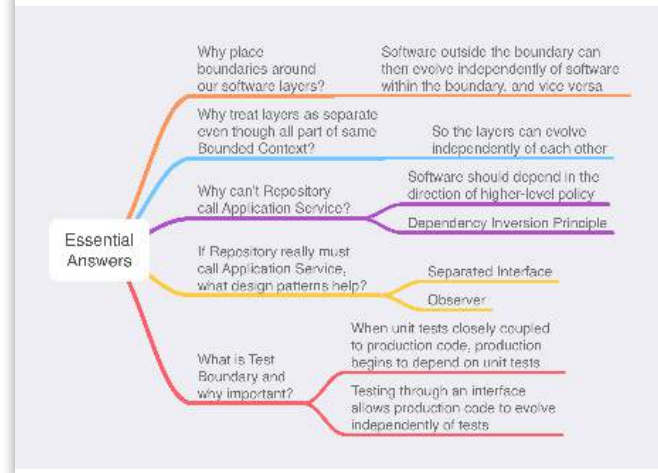 Why place
boundaries around
our software layers?
Software outside the boundary can
then evolve independently of software
within the boundary, and vice versa
Why treat layers as separate
even though all part of same
Bounded Context?
So the layers can evolve
independently of each other
Why can't Repository
call Application Service?
Software should depend in the
direction of higher-level policy
Dependency Inversion Principle
Essential
Answers
If Repository really must
call Application Service,
what design patterns help?
Separated Interface
Observer
What is Test
Boundary and
why important?
When unit tests closely coupled
to production code, production
begins to depend on unit tests
Testing through an interface
allows production code to evolve
independently of tests